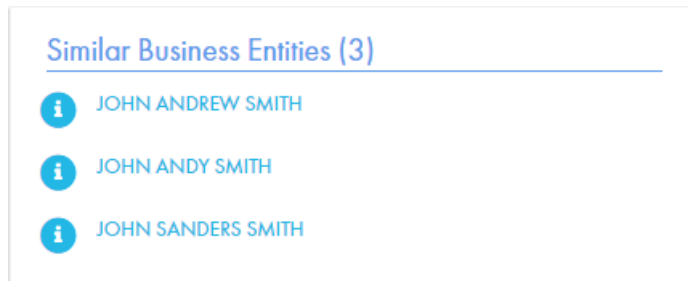 Similar Business Entities (3)
i JOHN ANDREW SMITH
i JOHN ANDY SMITH
i JOHN SANDERS SMITH